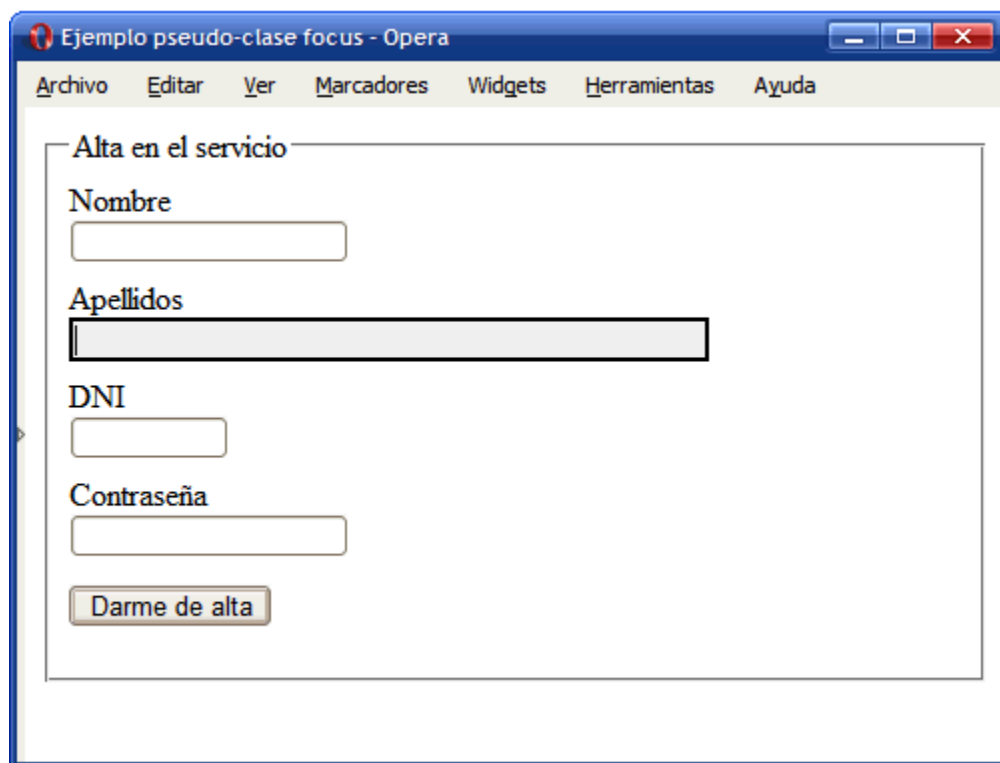 Ejemplo pseudo-clase focus - Opera
Archivo Editar Ver Marcadores Widgets Herramientas Ayuda
Alta en el servicio
Nombre
Apellidos
DNI
Contraseña
Darme de alta